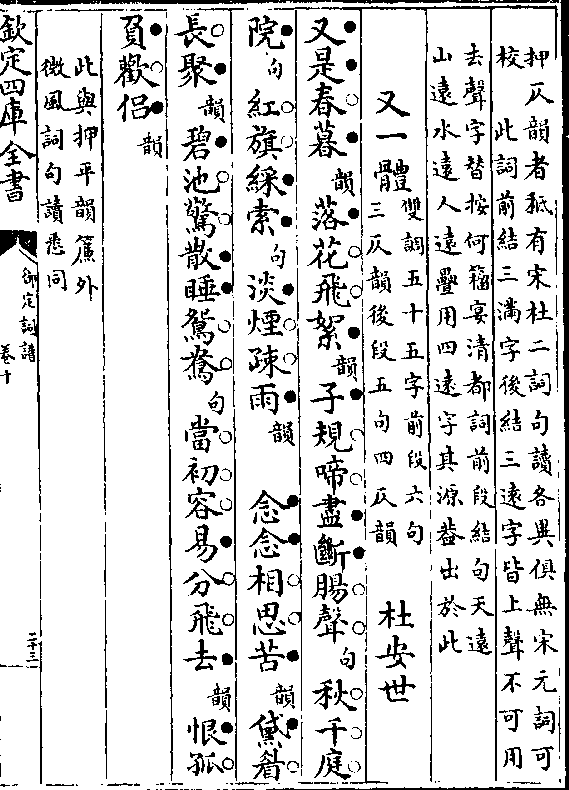 押仄韻者秪有宋杜二詞句讀各異俱無宋元詞可
校　此詞前結三滿字後結三遠字皆上聲不可用
去聲字替按何籀宴清都詞前段結句天遠
山遠水遠人遠疊用四遠字其源葢出於此
又一體　雙調五十五字前段六句
三仄韻後段五句四仄韻　杜安世
又是春暮韻落花飛絮韻子規啼盡斷腸聲句秋千庭
院句紅旗綵索句淡煙疎雨韻　念念相思苦韻黛眉
長聚韻碧池驚散睡鴛鴦句當初容易分飛去韻恨孤
負歡侣韻
此與押平韻簾外
微風詞句讀悉同
欽定四庫全書
御定詞譜
卷十
二十三